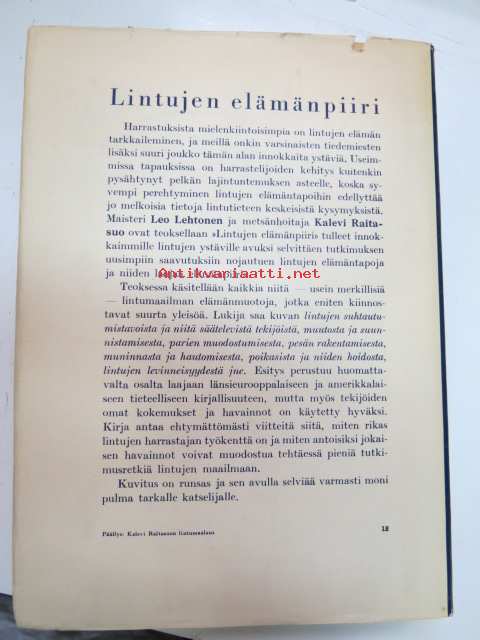 Lintujen elämänpiiri
Harrastuksista mielenkiintoisimpia on lintujen elämän
tarkkaileminen, ja meillä onkin varsinaisten tiedemiesten
lisäksi suuri joukko tämän alan innokkaita ystäviä. Useim-
missa tapauksissa on harrastelijoiden kehitys kuitenkin
pysähtynyt pelkän lajintuntemuksen asteelle, koska sy-
vempi perehtyminen lintujen elämäntapoihin edellyttää
jo melkoisia tietoja lintutieteen keskeisistä kysymyksistä.
Maisteri Leo Lehtonen ja metsänhoitaja Kalevi Raita-
suo ovat teoksellaan »Lintujen elämänpiiri» tulleet innok-
kaimmille lintujen ystäville avuksi selvittäen tutkimuksen
uusimpiin saavutuksiin nojautuen lintujen elämäntapoja
ja niiden
Antikvariaatti.net
Teoksessa käsitellään kaikkia niitä — usein merkillisiä
— lintumaailman elämänmuotoja, jotka eniten kiinnos-
tavat suurta yleisöä. Lukija saa kuvan lintujen suhtautu-
mistavoista ja niitä säätelevistä tekijöistä, muutosta ja suun-
nistamisesta, parien muodostumisesta, pesän rakentamisesta,
muninnasta ja hautomisesta, poikasista ja niiden hoidosta,
lintujen levinneisyydestä jne. Esitys perustuu huomatta-
valta osalta laajaan länsieurooppalaiseen ja amerikkalai-
seen tieteelliseen kirjallisuuteen, mutta myös tekijöiden
omat kokemukset ja havainnot on käytetty hyväksi.
Kirja antaa ehtymättömästi viitteitä siitä, miten rikas
lintujen harrastajan työkenttä on ja miten antoisiksi jokai-
sen havainnot voivat muodostua tehtäessä pieniä tutki-
musretkiä lintujen maailmaan.
Kuvitus on runsas ja sen avulla selviää varmasti moni
pulma tarkalle katselijalle.
Päällys: Kalevi Raitasuon lintumaalaus
18